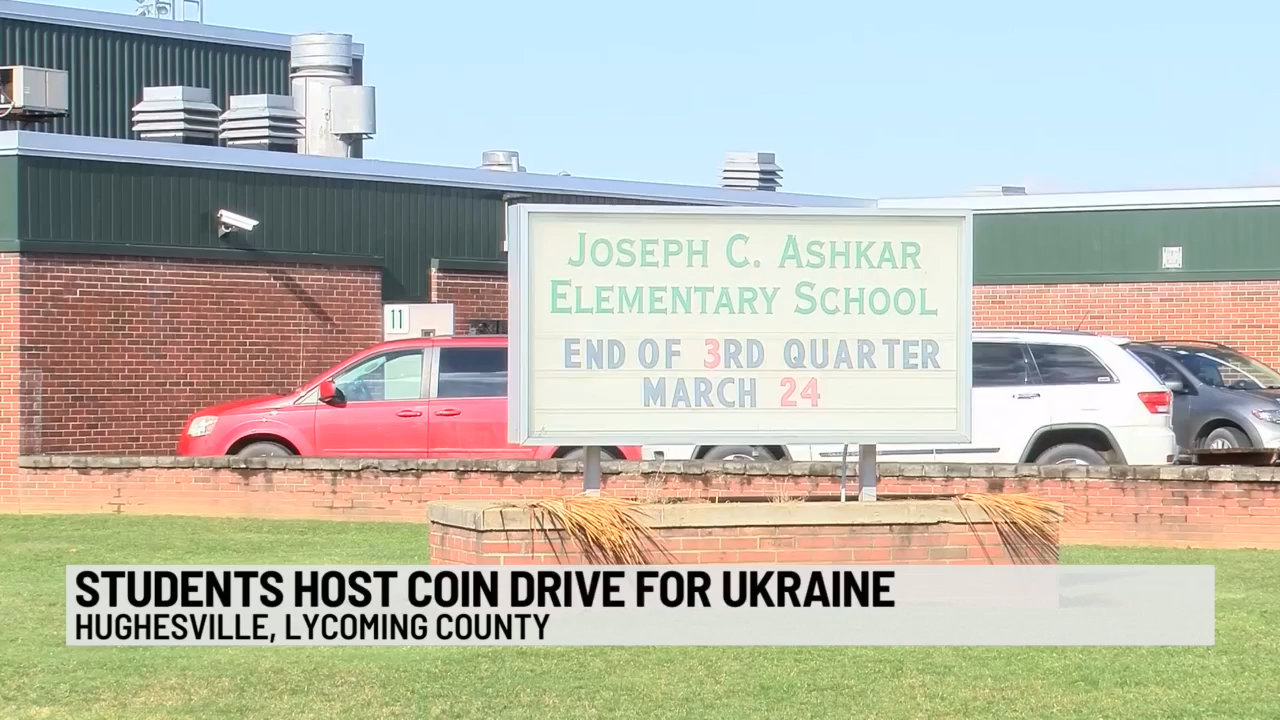 JOSEPH C. ASHKAR
ELEMENTARY SCHOOL
11
END OF 3RD QUARTER
MARCH 24
STUDENTS HOST COIN DRIVE FOR UKRAINE
HUGHESVILLE, LYCOMING COUNTY